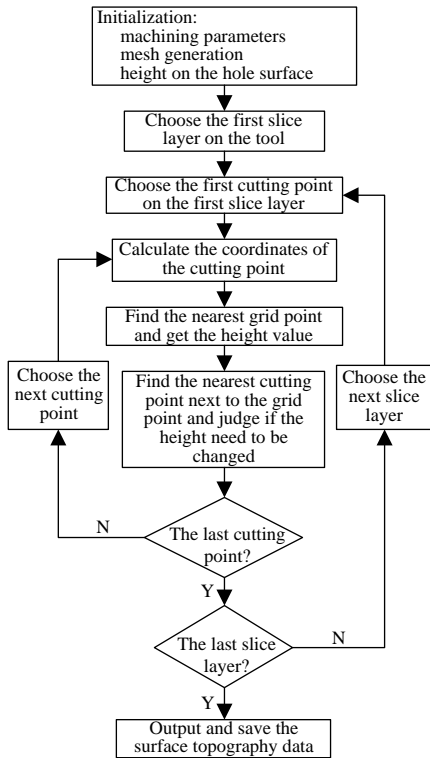 Initialization:
machining parameters
mesh generation
height on the hole surface
Choose the first slice
layer on the tool
Choose the first cutting point
on the first slice layer
Calculate the coordinates of
the cutting point
Find the nearest grid point
and get the height value
Choose the
next cutting
point
Find the nearest cutting
point next to the grid
point and judge if the
height need to be
changed
Choose the
next slice
layer
N
The last cutting
point?
Y
The last slice
layer?
N
Y
Output and save the
surface topography data